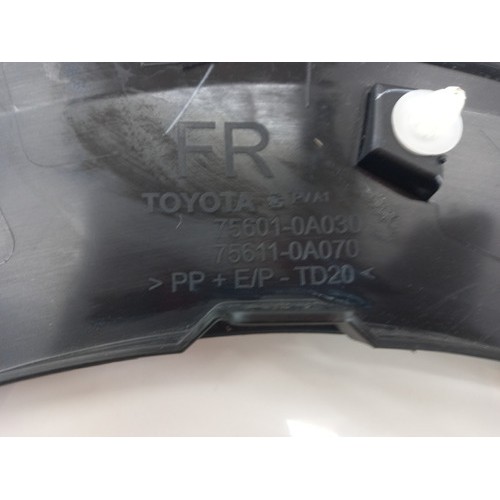 FR
TOYOTA
75601-0A030
75611-0A070
> PP + E/P - TD20 <